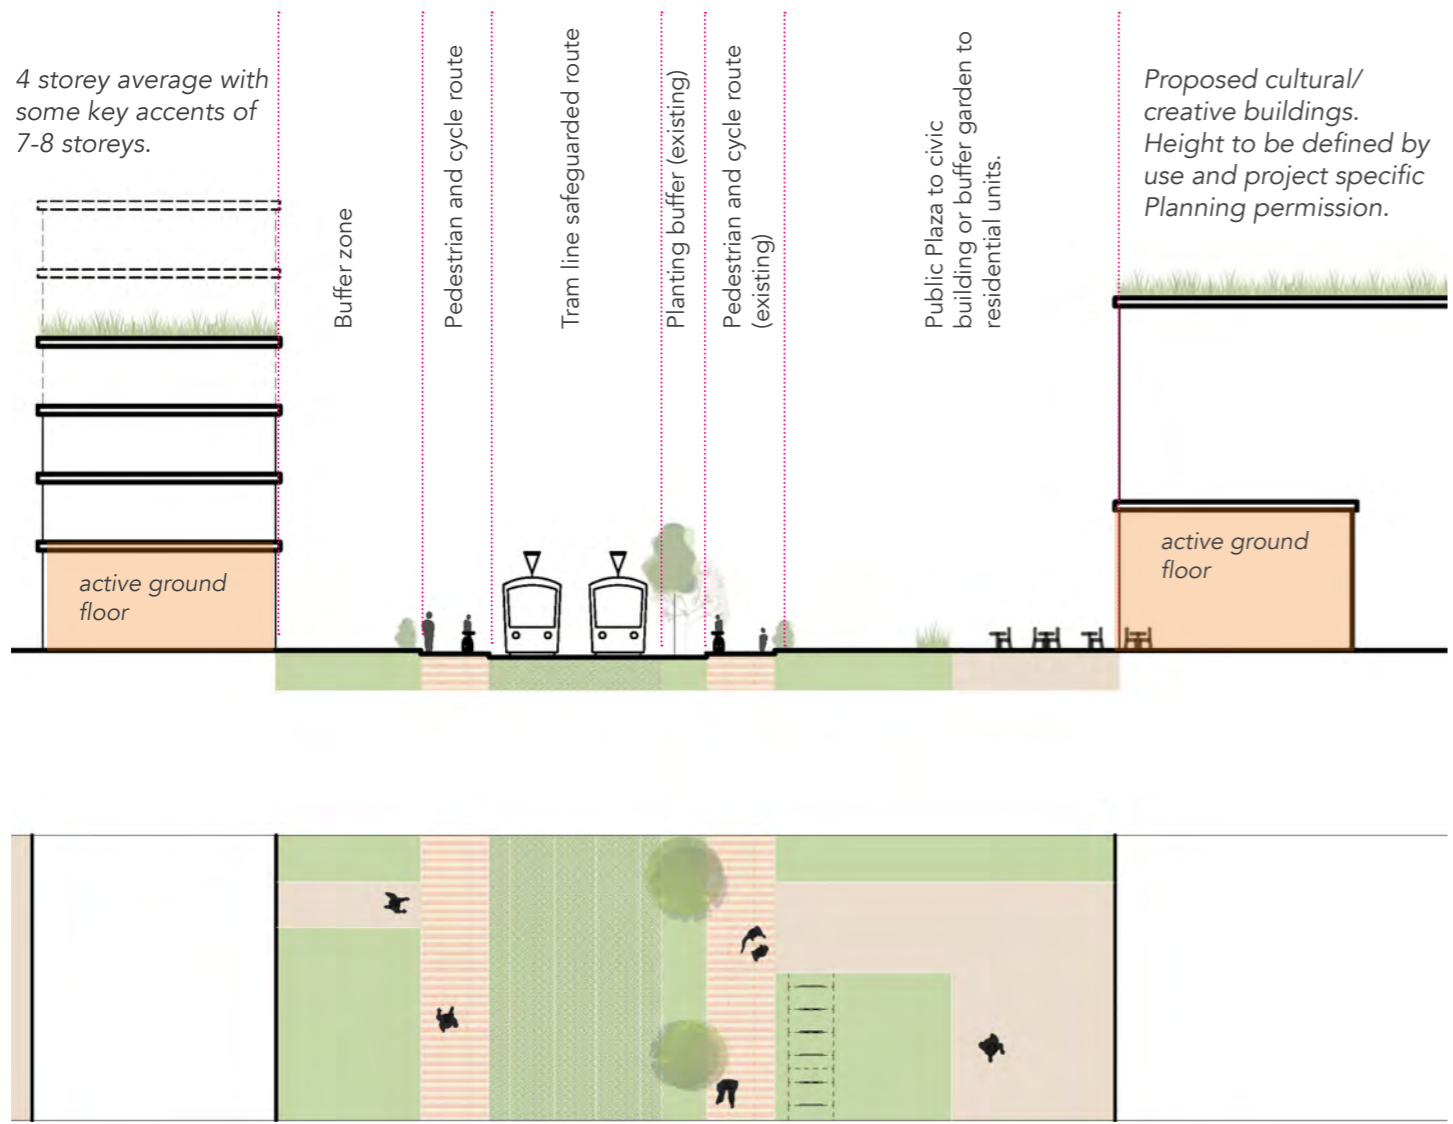 4 storey average with
some key accents of
7-8 storeys.
Buffer zone
Pedestrian and cycle route
Tram line safeguarded route
Planting buffer (existing)
Pedestrian and cycle route
(existing)
Public Plaza to civic
building or buffer garden to
residential units.
Proposed cultural/
creative buildings.
Height to be defined by
use and project specific
Planning permission.
active ground
floor
active ground
floor